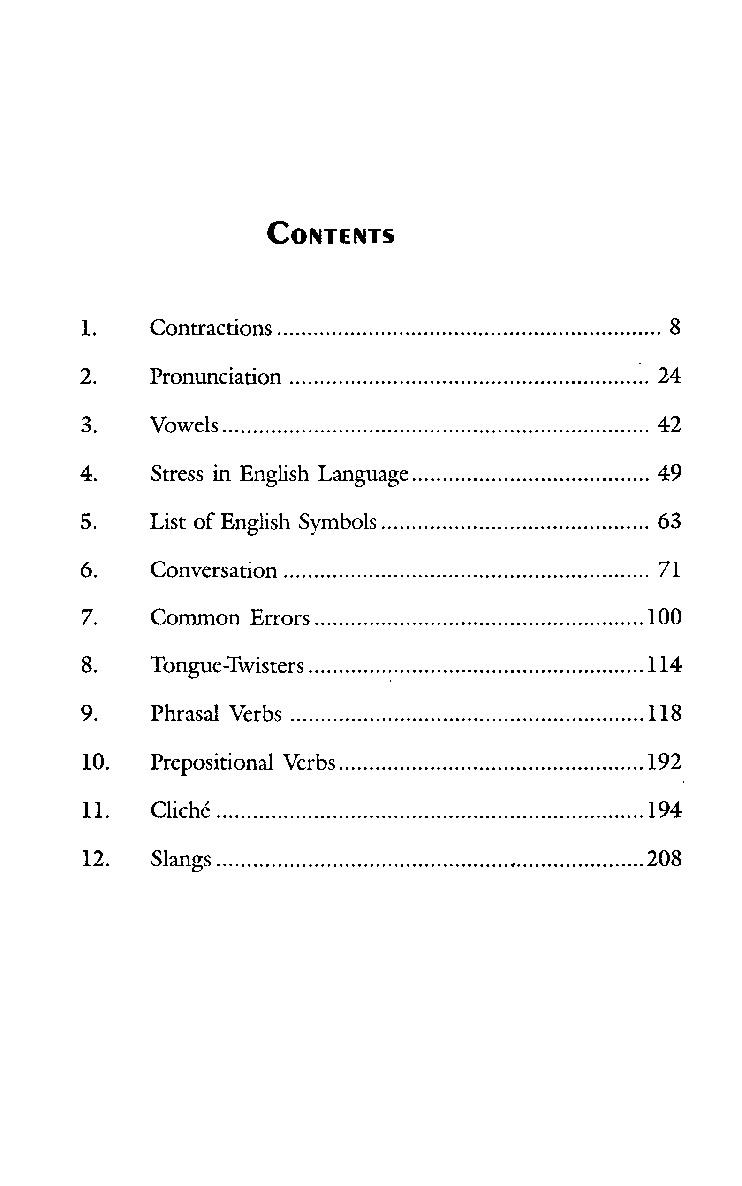 CONTENTS
1. Contractions ............................................................... 8
2. Pronunciation ........................................................... 24
3. Vowels ...................................................................... 42
4. Stress in English Language ....................................... 49
5. List of English Symbols ............................................ 63
6. Conversation ............................................................ 71
7. Common Errors ...................................................... 100
8. Tongue-Twisters ....................................................... 114
9. Phrasal Verbs .......................................................... 118
10. Prepositional Verbs .................................................. 192
11. Cliché ...................................................................... 194
12. Slangs ...................................................................... 208